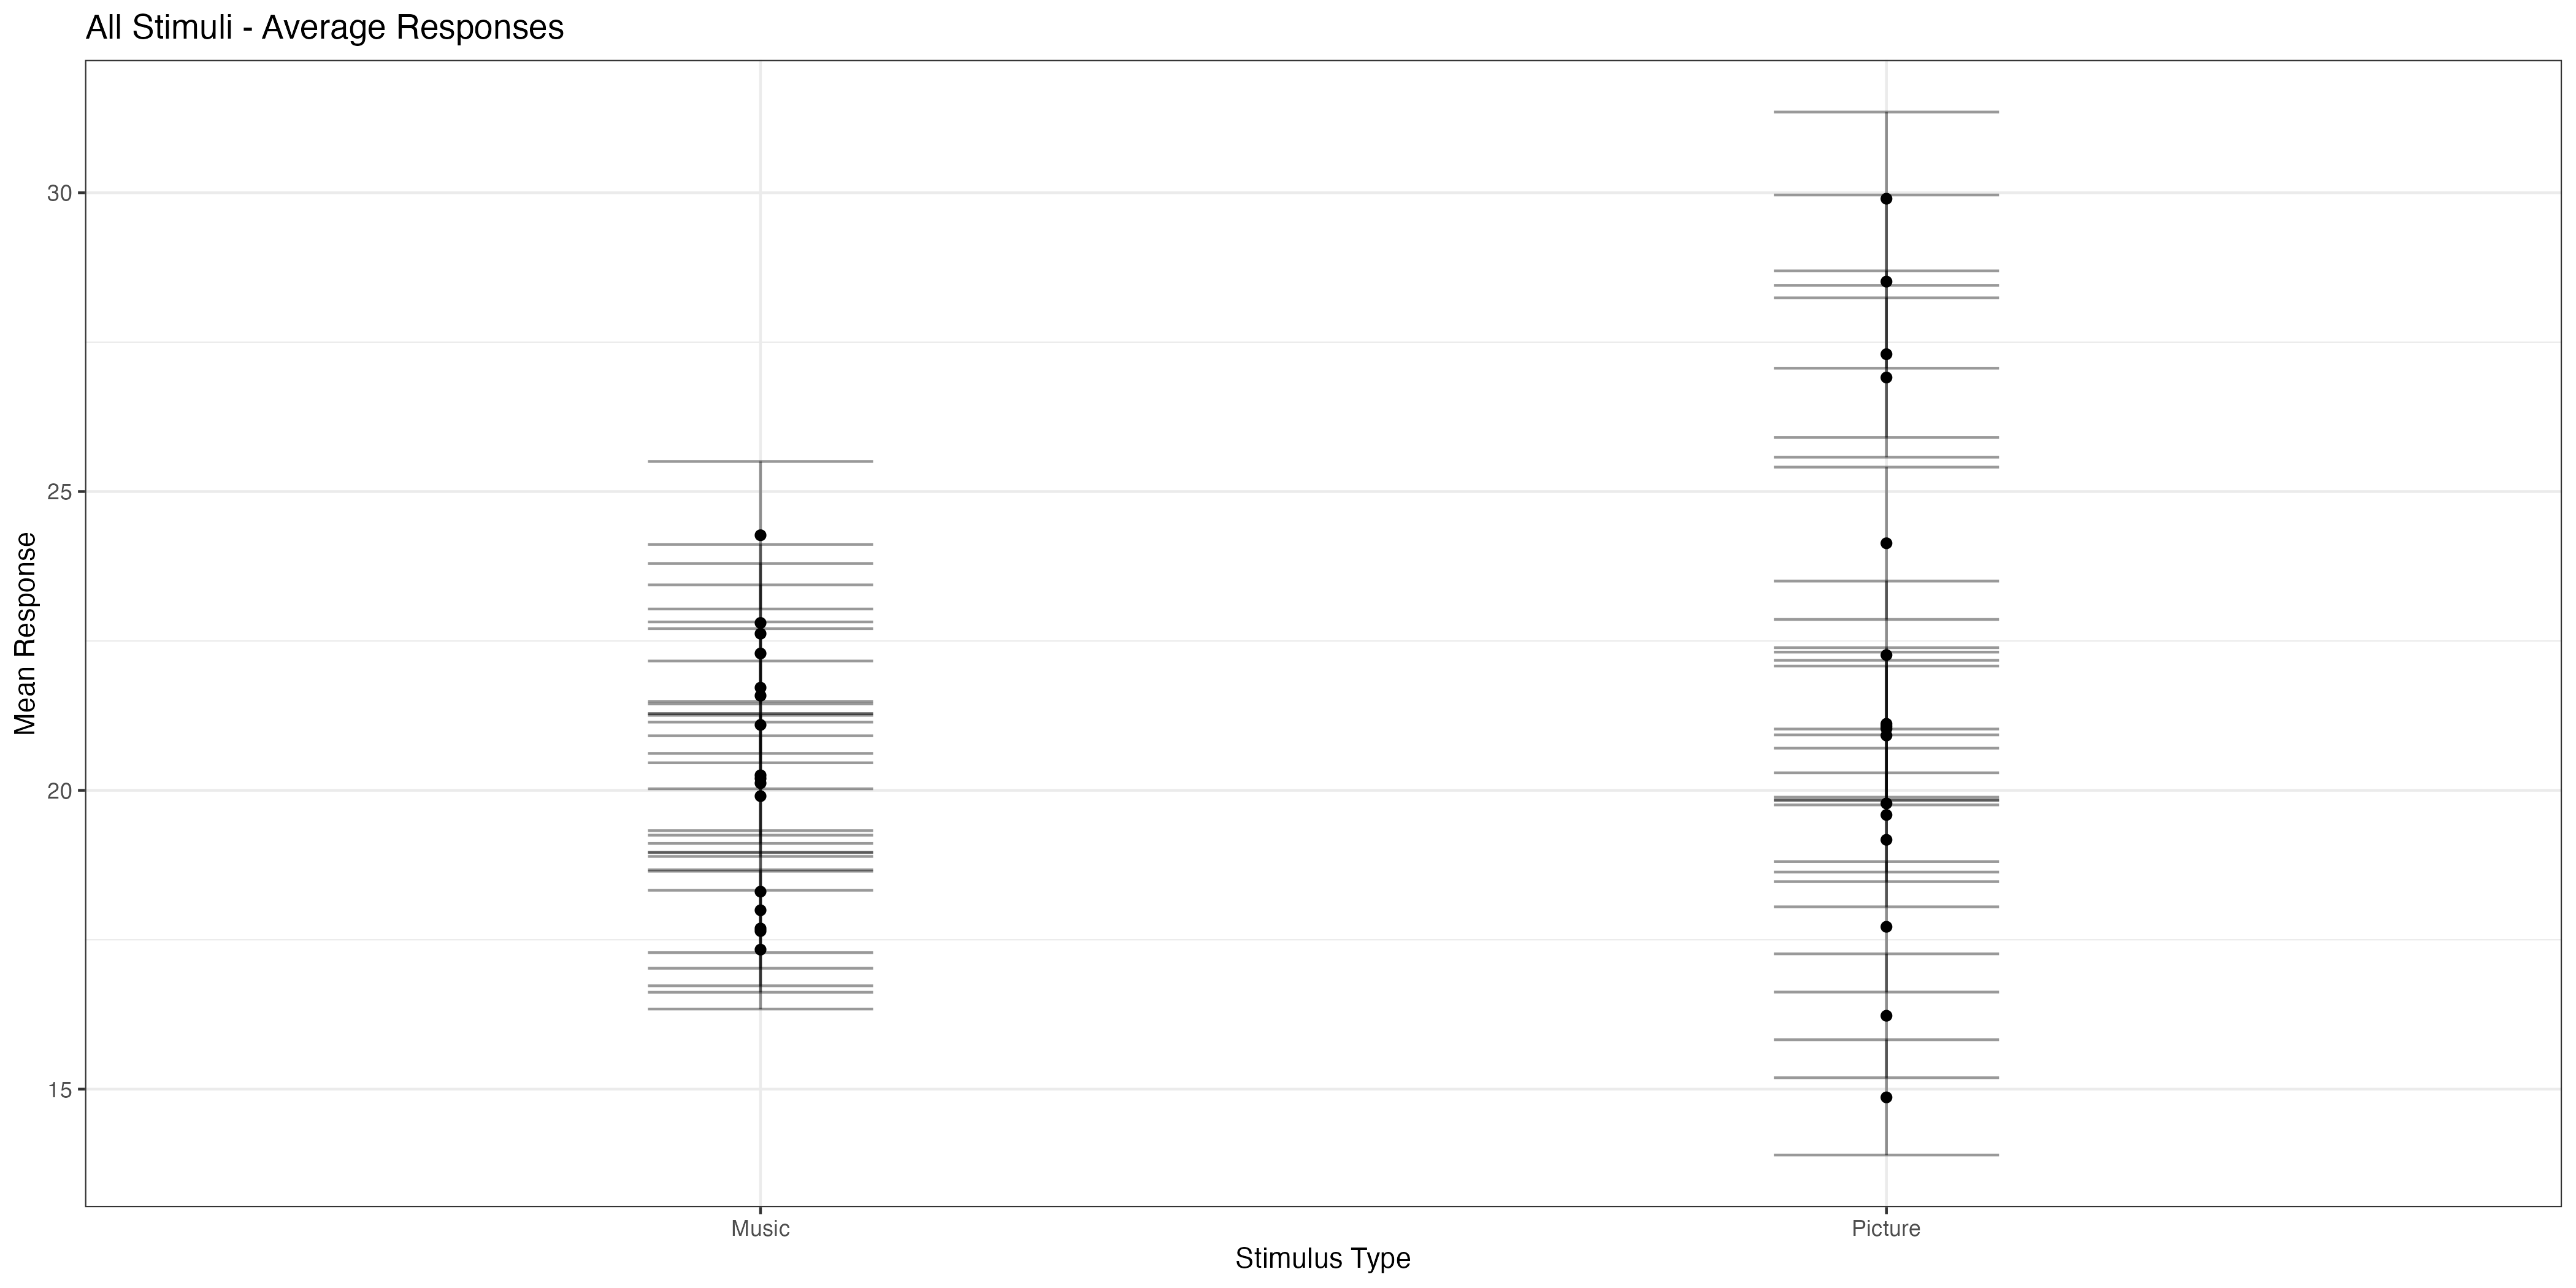 All Stimuli - Average Responses
30
25
20
15
Mean Response
Music
Picture
Stimulus Type